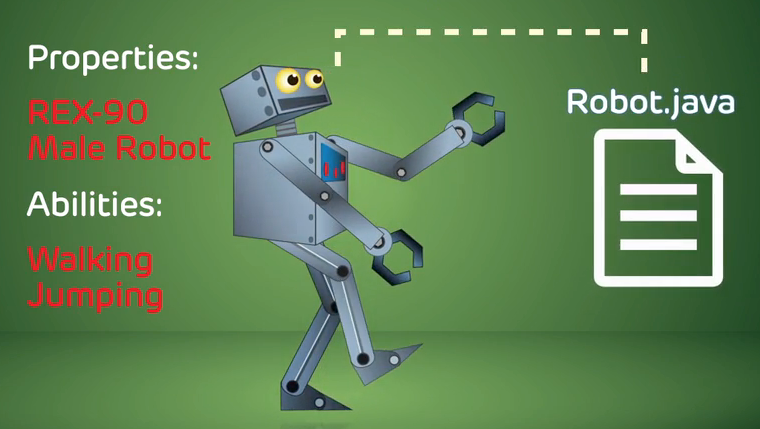 Properties:
REX-90
Male Robot
Abilities:
Walking
Jumping
Robot.java